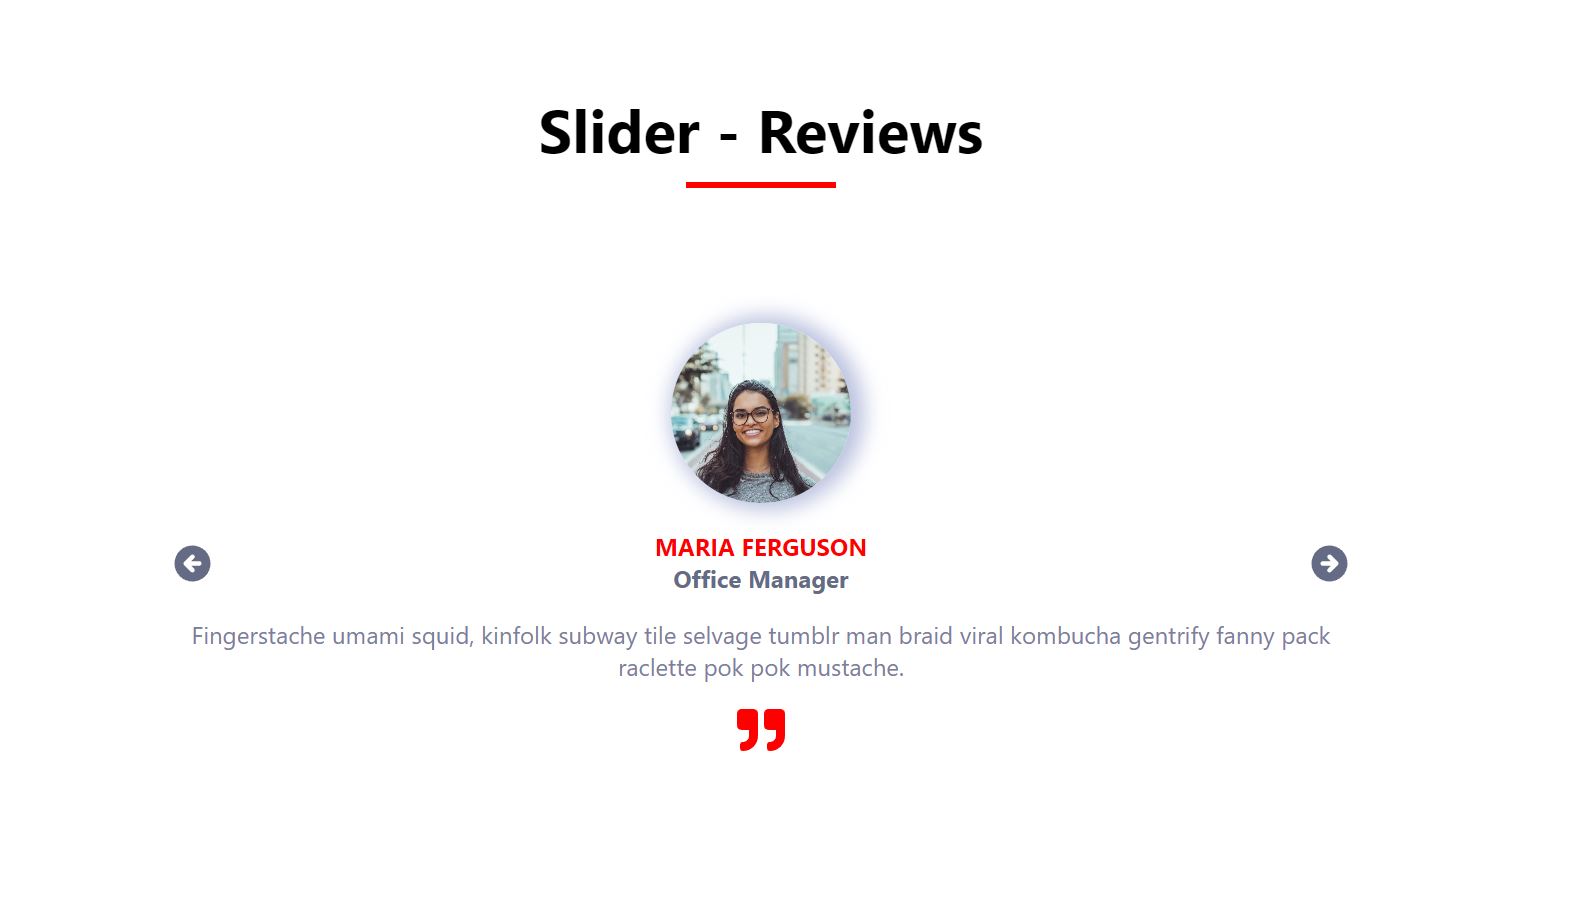 Slider - Reviews
MARIA FERGUSON
Office Manager
Fingerstache umami squid, kinfolk subway tile selvage tumblr man braid viral kombucha gentrify fanny pack
raclette pok pok mustache.